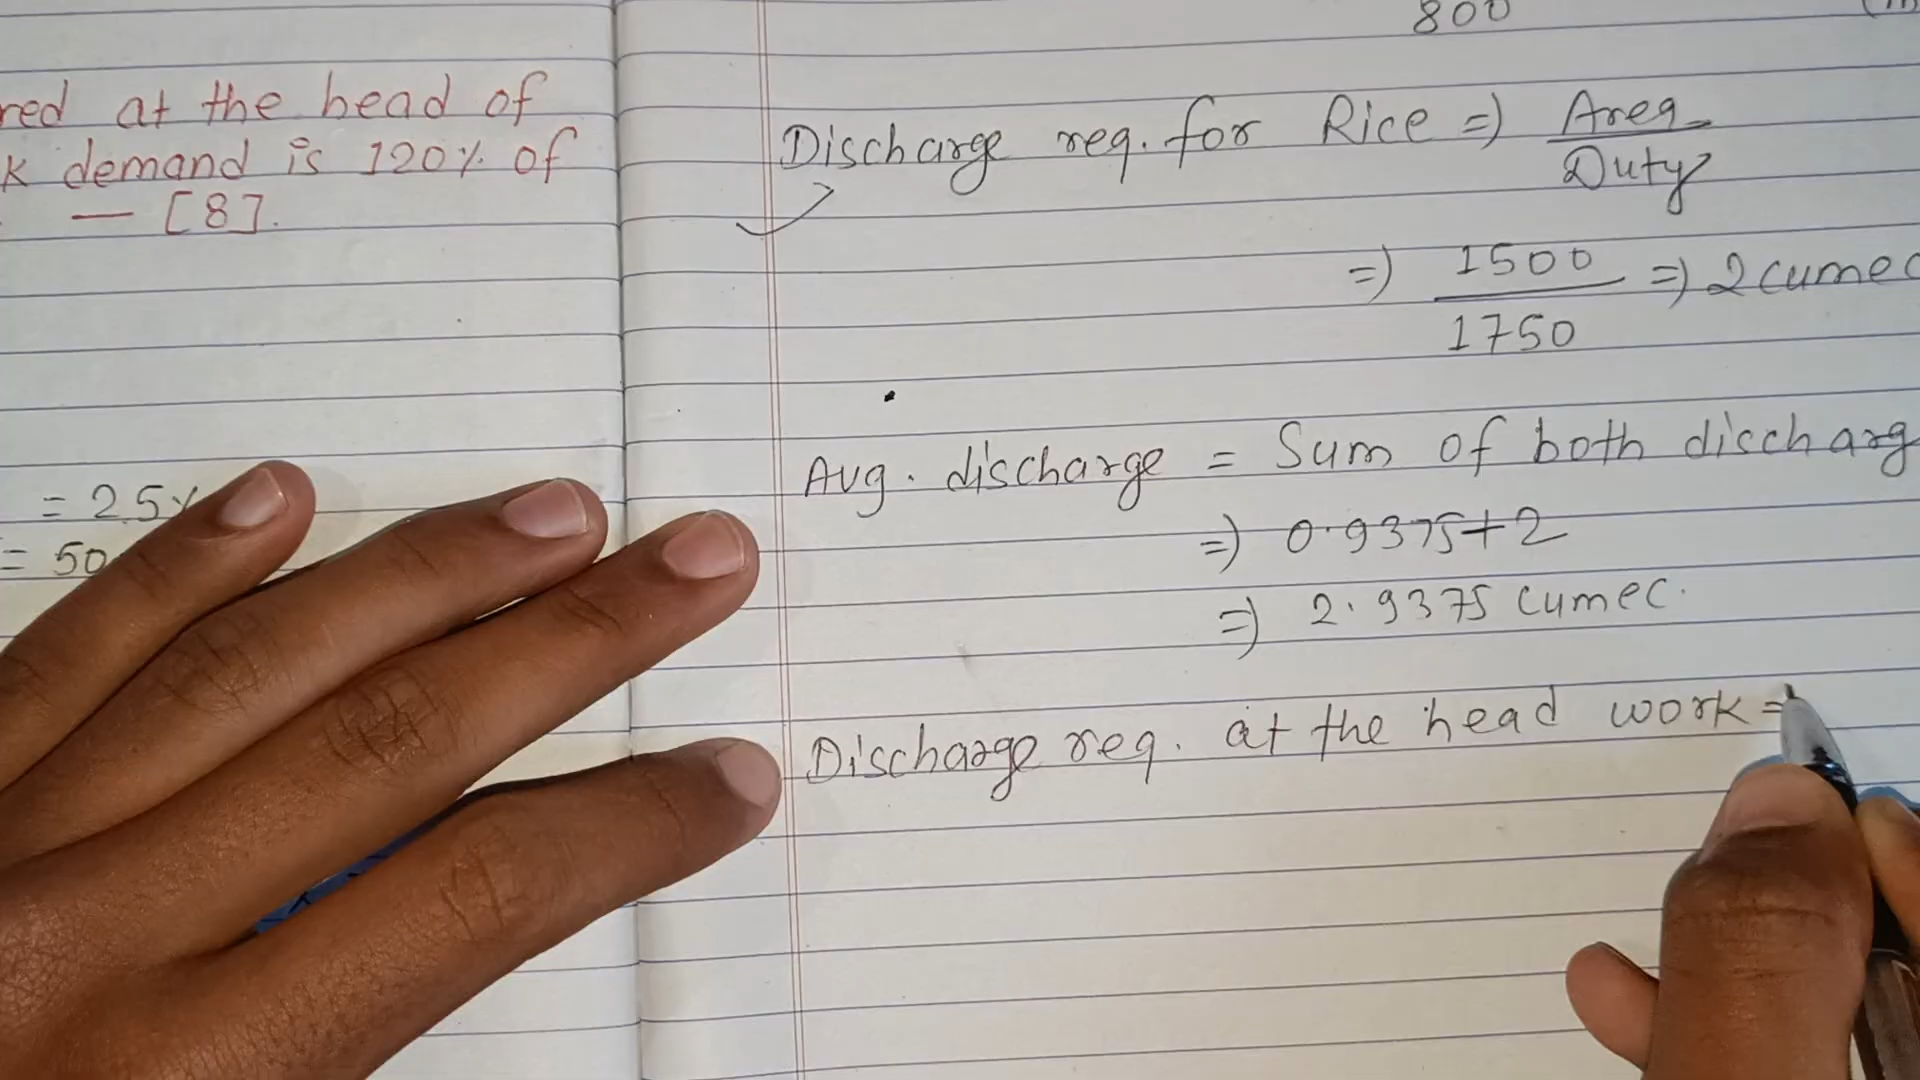 red at the head of
k demand is 120% of
— [8].
= 25%
= 50
800
Discharge req. for Rice => Area
Duty
=> 1500 => 2 cumec
1750
Avg. discharge = Sum of both discharg
=> 0.9375+2
=> 2.9375 cumec.
Discharge req. at the head work =